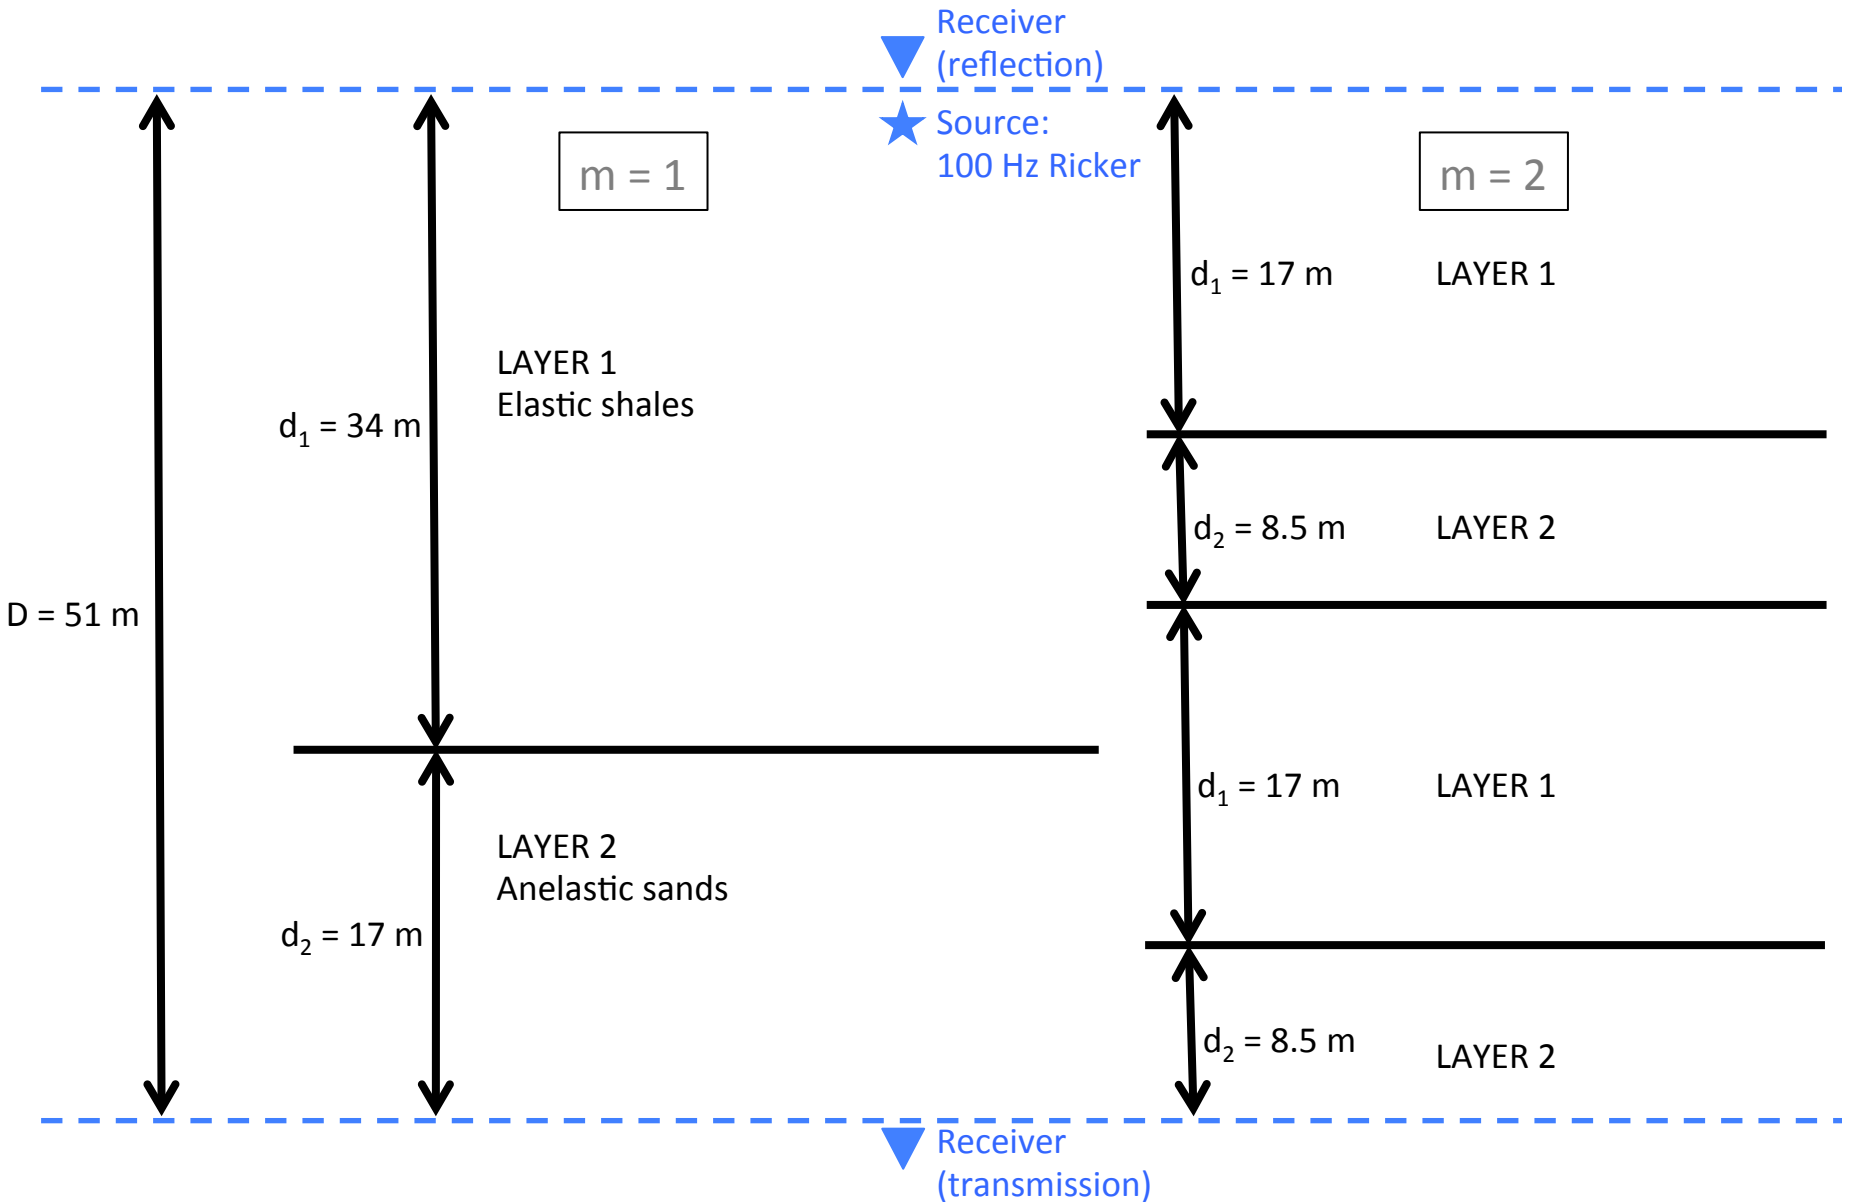 Receiver
(reflection)
Source:
100 Hz Ricker
m = 1
m = 2
d₁ = 17 m
LAYER 1
LAYER 1
Elastic shales
d₁ = 34 m
d₂ = 8.5 m
LAYER 2
D = 51 m
d₁ = 17 m
LAYER 1
LAYER 2
Anelastic sands
d₂ = 17 m
d₂ = 8.5 m
LAYER 2
Receiver
(transmission)